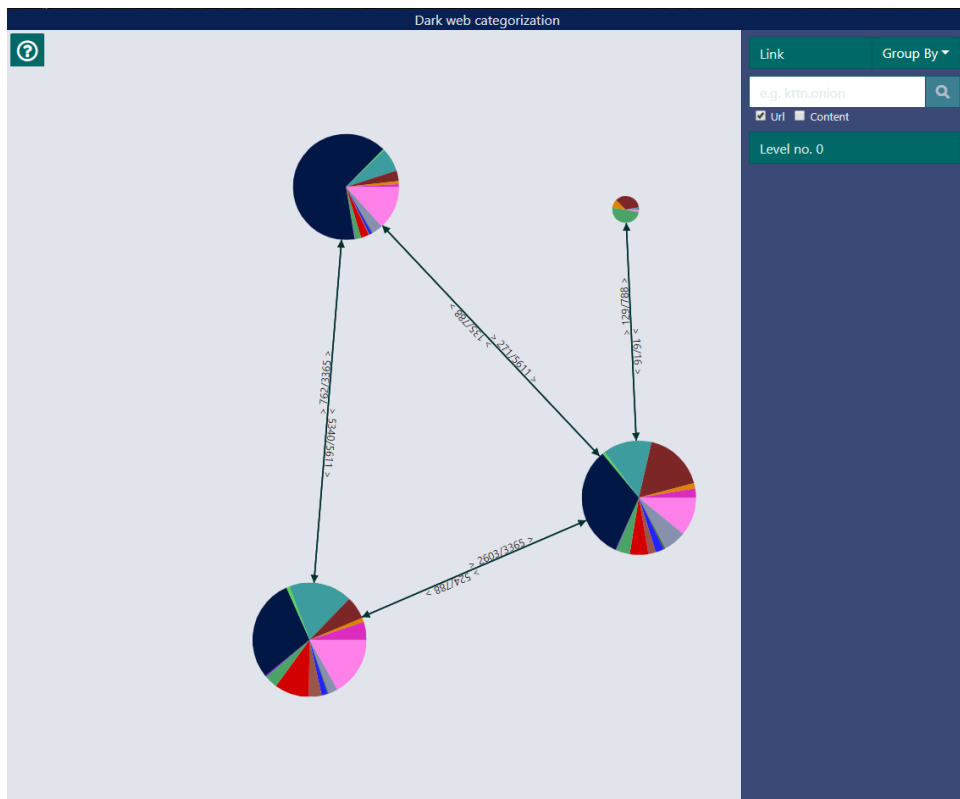 Dark web categorization
Link
Group By
e.g. kttn.onion
Url
Content
Level no. 0
> 129/788 >
> 16/16 >
> 135/788 >
> 271/5611 >
> 762/3365 >
> 5340/5611 >
> 2603/3365 >
> 524/788 >